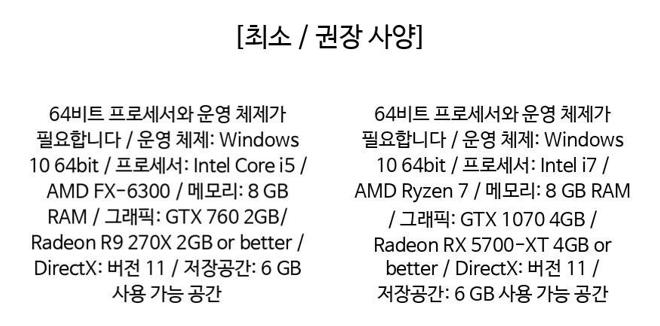 [최소 / 권장 사양]
64비트 프로세서와 운영 체제가
필요합니다 / 운영 체제: Windows
10 64bit / 프로세서: Intel Core i5 /
AMD FX-6300 / 메모리: 8 GB
RAM / 그래픽: GTX 760 2GB/
Radeon R9 270X 2GB or better /
DirectX: 버전 11 / 저장공간: 6 GB
사용 가능 공간
64비트 프로세서와 운영 체제가
필요합니다 / 운영 체제: Windows
10 64bit / 프로세서: Intel i7 /
AMD Ryzen 7 / 메모리: 8 GB RAM
/ 그래픽: GTX 1070 4GB /
Radeon RX 5700-XT 4GB or
better / DirectX: 버전 11 /
저장공간: 6 GB 사용 가능 공간